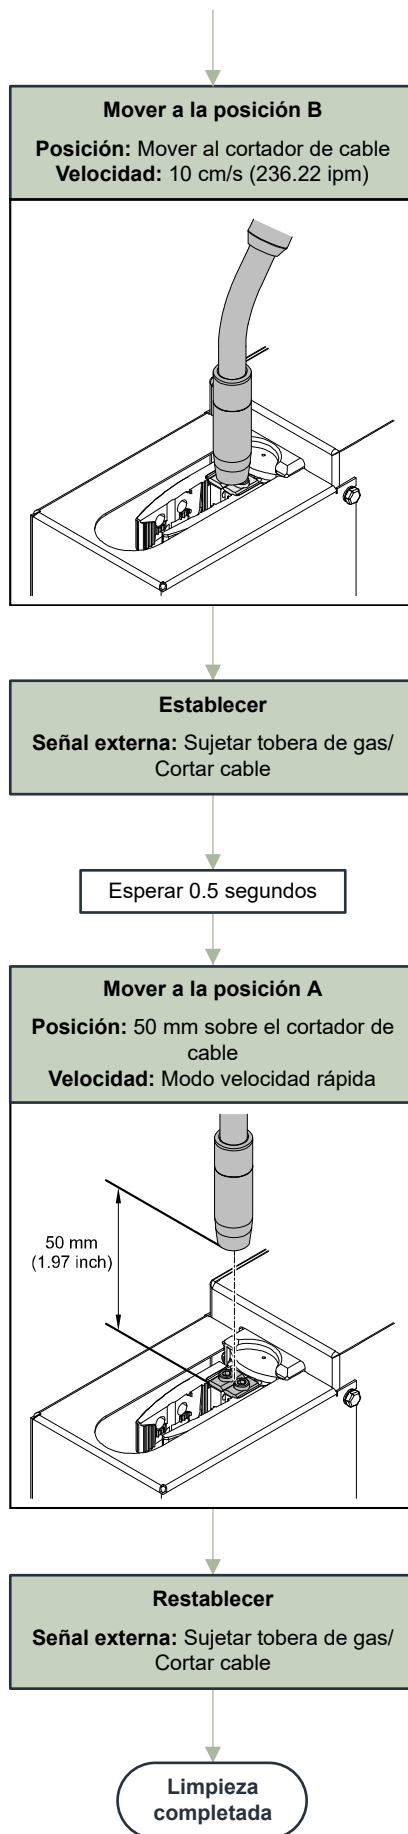 Mover a la posición B
Posición: Mover al cortador de cable
Velocidad: 10 cm/s (236.22 ipm)
Establecer
Señal externa: Sujetar tobera de gas/
Cortar cable
Esperar 0.5 segundos
Mover a la posición A
Posición: 50 mm sobre el cortador de
cable
Velocidad: Modo velocidad rápida
50 mm
(1.97 inch)
Restablecer
Señal externa: Sujetar tobera de gas/
Cortar cable
Limpieza
completada